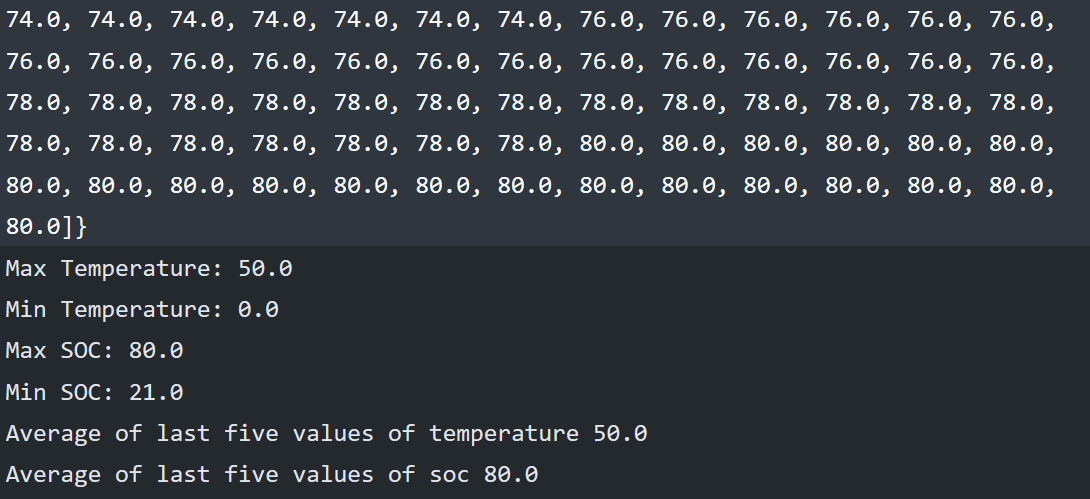 74.0, 74.0, 74.0, 74.0, 74.0, 74.0, 74.0, 76.0, 76.0, 76.0, 76.0, 76.0, 76.0,
76.0, 76.0, 76.0, 76.0, 76.0, 76.0, 76.0, 76.0, 76.0, 76.0, 76.0, 76.0, 76.0,
78.0, 78.0, 78.0, 78.0, 78.0, 78.0, 78.0, 78.0, 78.0, 78.0, 78.0, 78.0, 78.0,
78.0, 78.0, 78.0, 78.0, 78.0, 78.0, 78.0, 80.0, 80.0, 80.0, 80.0, 80.0, 80.0,
80.0, 80.0, 80.0, 80.0, 80.0, 80.0, 80.0, 80.0, 80.0, 80.0, 80.0, 80.0, 80.0,
80.0]}
Max Temperature: 50.0
Min Temperature: 0.0
Max SOC: 80.0
Min SOC: 21.0
Average of last five values of temperature 50.0
Average of last five values of soc 80.0